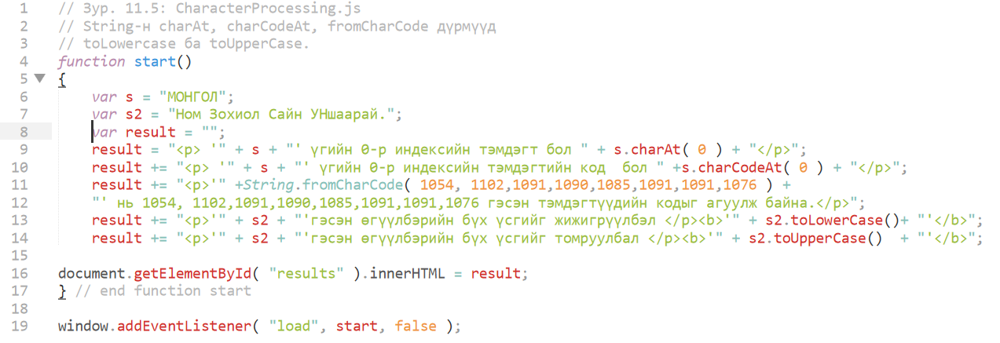 1 // Зур. 11.5: CharacterProcessing.js
2 // String-н charAt, charCodeAt, fromCharCode дүрмүүд
3 // toLowercase ба toUpperCase.
4 function start()
5 {
6 var s = "МОНГОЛ";
7 var s2 = "Ном Зохиол Сайн УНшаарай.";
8 var result = "";
9 result = "<p> '" + s + "' үгийн 0-р индексийн тэмдэгт бол " + s.charAt( 0 ) + "</p>";
10 result += "<p> '" + s + "' үгийн 0-р индексийн тэмдэгтийн код  бол " +s.charCodeAt( 0 ) + "</p>";
11 result += "<p>'" +String.fromCharCode( 1054, 1102,1091,1090,1085,1091,1091,1076 ) +
12 "' нь 1054, 1102,1091,1090,1085,1091,1091,1076 гэсэн тэмдэгтүүдийн кодыг агуулж байна.</p>";
13 result += "<p>'" + s2 + "'гэсэн өгүүлбэрийн бүх үсгийг жижигрүүлбэл </p><b>'" + s2.toLowerCase()+ "'</b>";
14 result += "<p>'" + s2 + "'гэсэн өгүүлбэрийн бүх үсгийг томруулбал </p><b>'" + s2.toUpperCase()  + "'</b>";
15
16 document.getElementById( "results" ).innerHTML = result;
17 } // end function start
18
19 window.addEventListener( "load", start, false );